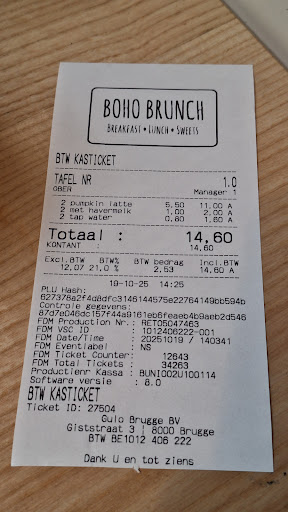 BOHO BRUNCH
BREAKFAST • LUNCH • SWEETS
BTW KASTICKET
TAFEL NR 1.0
OBER Manager 1
2 pumpkin latte 5,50 11,00 A
2 met havermelk 1,00 2,00 A
2 tap water 0,80 1,60 A
Totaal : 14,60
KONTANT : 14,60
Excl.BTW BTW% BTW bedrag Incl.BTW
12,07 21,0 % 2,53 14,60 A
19-10-25 14:25
PLU Hash:
627378a2f4d8dfc3146144575e22764149bb594b
Controle gegevens:
87d7e046dc157f44a9161eb6feaeb4b9aeb2d546
FDM Production Nr.: RET05047463
FDM VSC ID : 1012406222-001
FDM Date/Time : 20251019 / 140341
FDM Eventlabel : NS
FDM Ticket Counter: 12643
FDM Total Tickets : 34263
Productienr Kassa : BUNI002U100114
Software versie : 8.0
BTW KASTICKET
Ticket ID: 27504
Gulo Brugge BV
Giststraat 3 | 8000 Brugge
BTW BE1012 406 222
Dank U en tot ziens